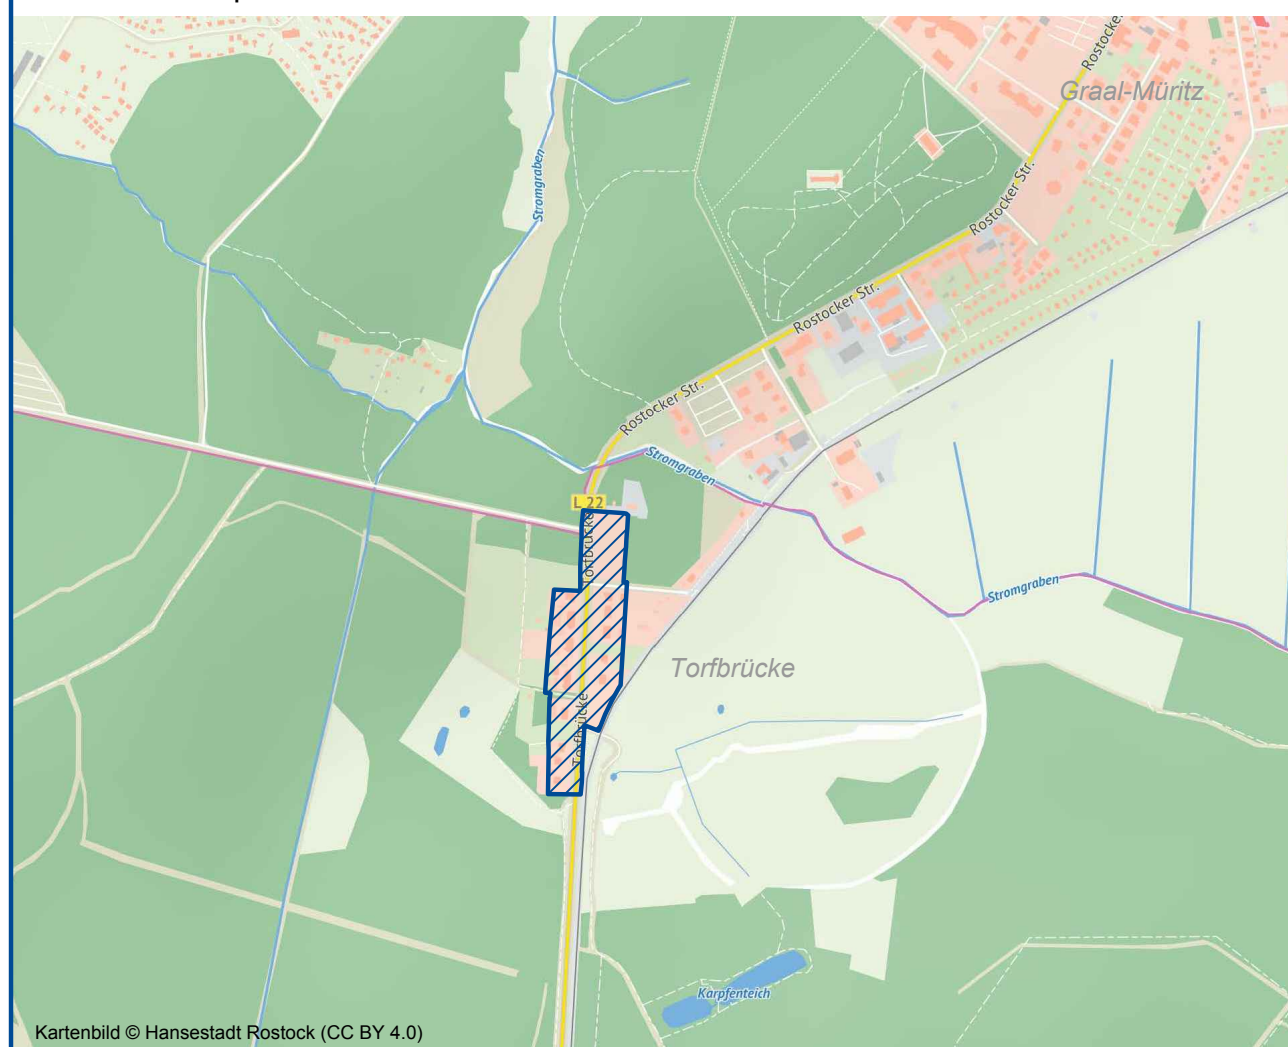 Rostocker
Graal-Müritz
Stromgraben
Rostocker Str.
Rostocker Str.
Rostocker Str.
Stromgraben
L 22
Torfbrücke
Stromgraben
Torfbrücke
Torfbrücke
Karpfenteich
Kartenbild © Hansestadt Rostock (CC BY 4.0)